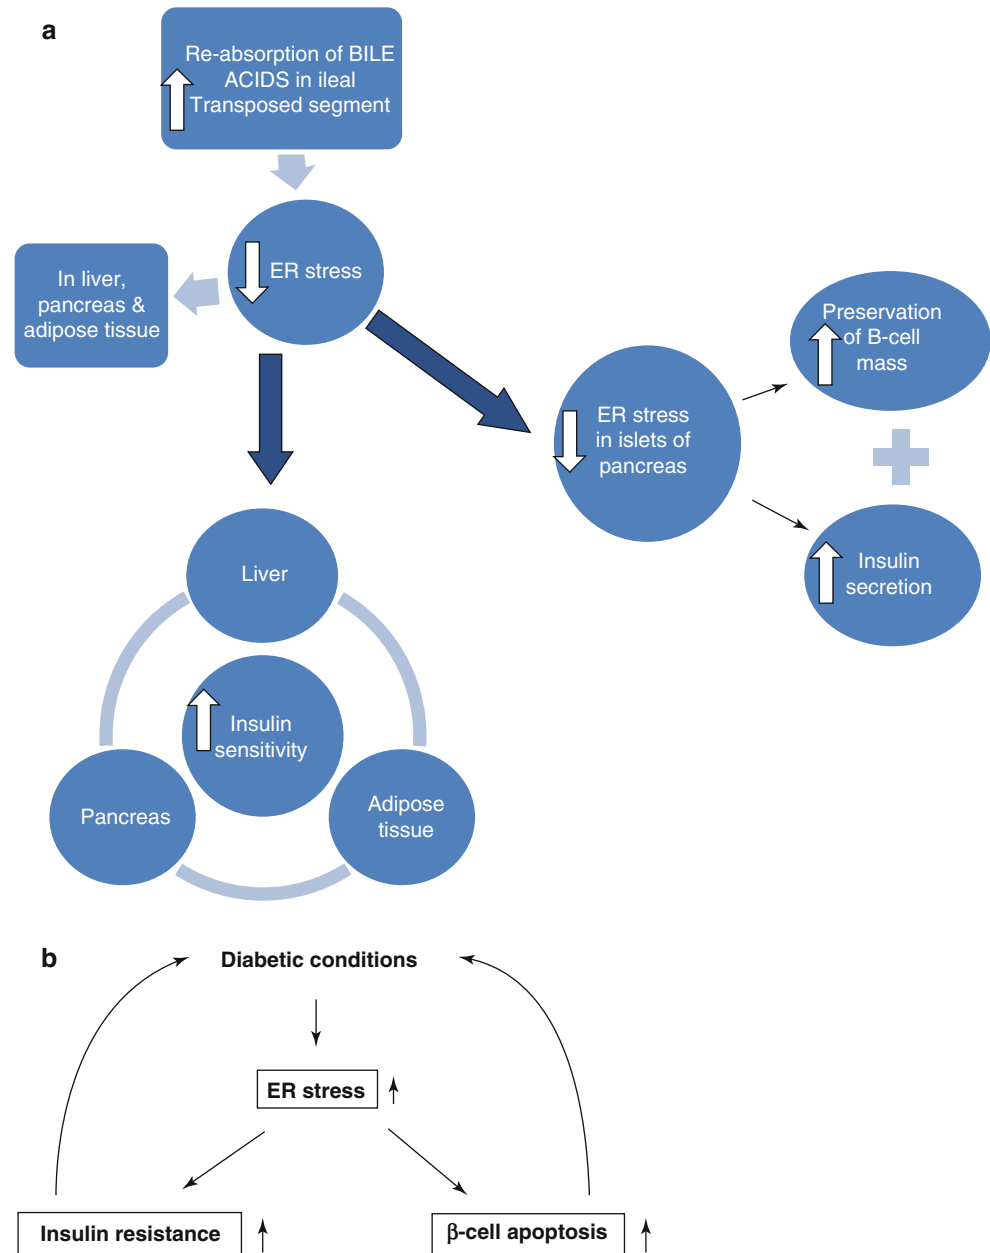 a
Re-absorption of BILE
ACIDS in ileal
Transposed segment
ER stress
In liver,
pancreas &
adipose tissue
Preservation
of B-cell
mass
ER stress
in islets of
pancreas
Insulin
secretion
Liver
Insulin
sensitivity
Pancreas
Adipose
tissue
b
Diabetic conditions
ER stress
Insulin resistance
β-cell apoptosis